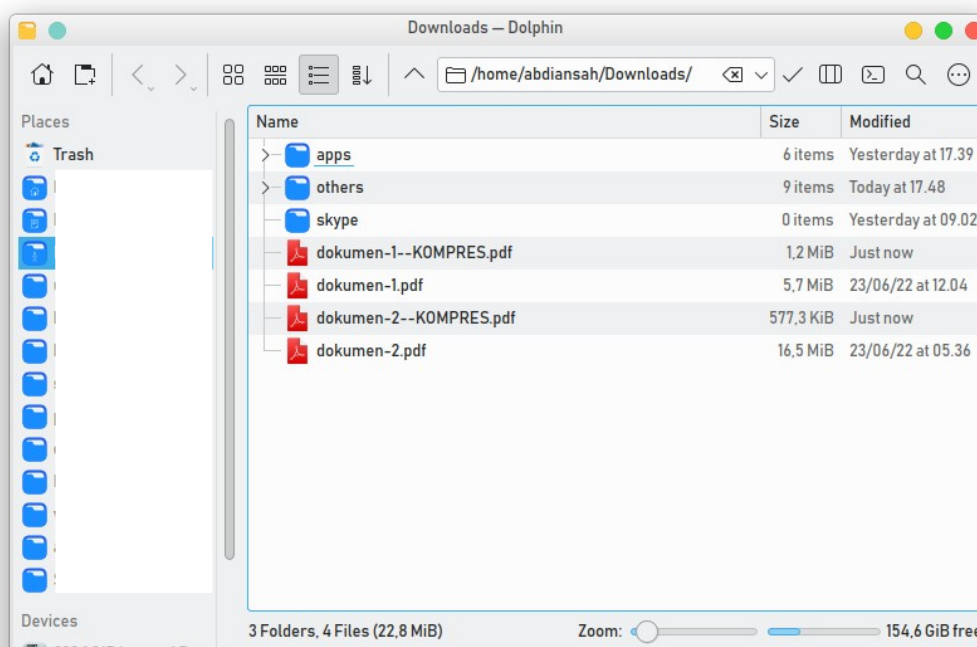 Downloads — Dolphin
/home/abdiansah/Downloads/
Places
Name Size Modified
Trash
apps 6 items Yesterday at 17.39
others 9 items Today at 17.48
skype 0 items Yesterday at 09.02
dokumen-1--KOMPRES.pdf 1,2 MiB Just now
dokumen-1.pdf 5,7 MiB 23/06/22 at 12.04
dokumen-2--KOMPRES.pdf 577,3 KiB Just now
dokumen-2.pdf 16,5 MiB 23/06/22 at 05.36
Devices
3 Folders, 4 Files (22,8 MiB) Zoom: 154,6 GiB free